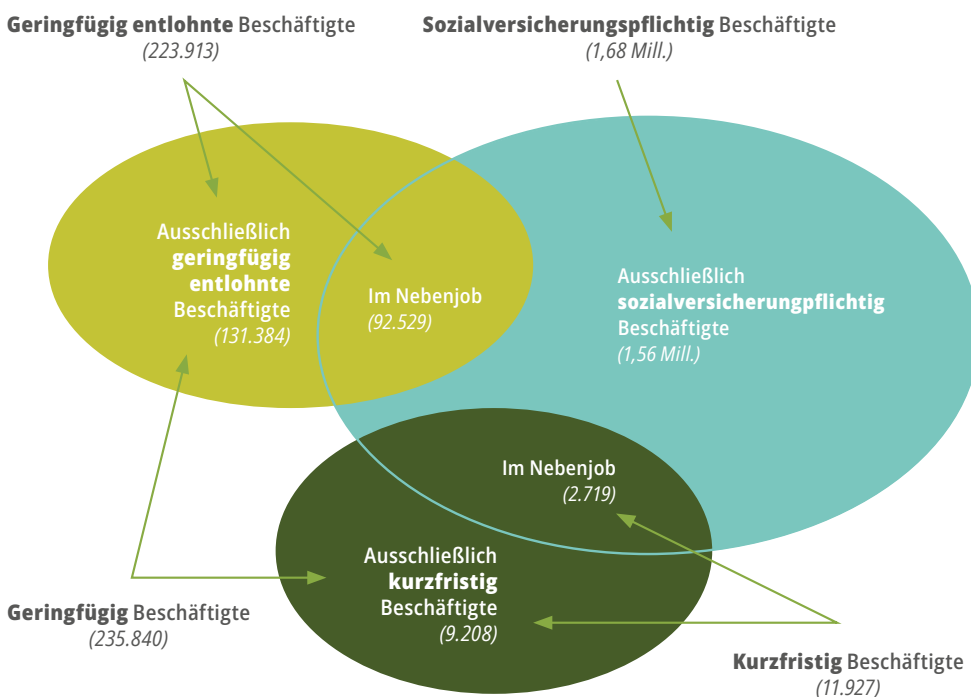 Geringfügig entlohnte Beschäftigte
(223.913)
Sozialversicherungspflichtig Beschäftigte
(1,68 Mill.)
Ausschließlich
geringfügig
entlohnte
Beschäftigte
(131.384)
Im Nebenjob
(92.529)
Ausschließlich
sozialversicherungpflichtig
Beschäftigte
(1,56 Mill.)
Im Nebenjob
(2.719)
Ausschließlich
kurzfristig
Beschäftigte
(9.208)
Geringfügig Beschäftigte
(235.840)
Kurzfristig Beschäftigte
(11.927)